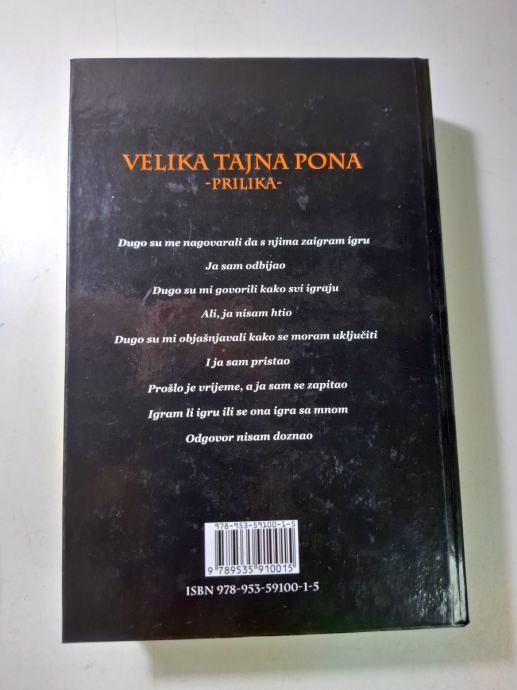 VELIKA TAJNA PONA
-PRILIKA-
Dugo su me nagovarali da s njima zaigram igru
Ja sam odbijao
Dugo su mi govorili kako svi igraju
Ali, ja nisam htio
Dugo su mi objašnjavali kako se moram uključiti
I ja sam pristao
Prošlo je vrijeme, a ja sam se zapitao
Igram li igru ili se ona igra sa mnom
Odgovor nisam doznao
978-953-59100-1-5
9 789535 910015
ISBN 978-953-59100-1-5